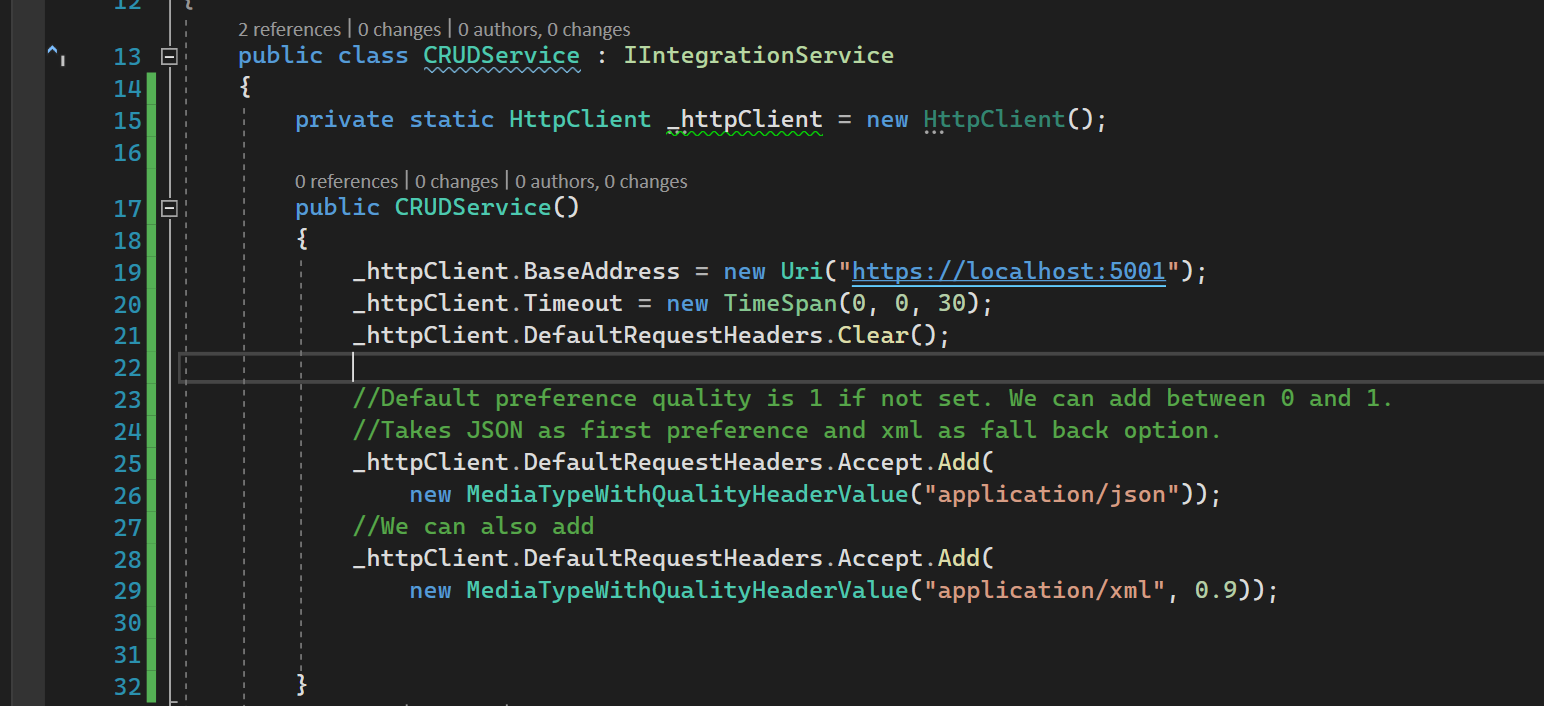 12 {
2 references | 0 changes | 0 authors, 0 changes
13 public class CRUDService : IIntegrationService
14 {
15 private static HttpClient _httpClient = new HttpClient();
16
0 references | 0 changes | 0 authors, 0 changes
17 public CRUDService()
18 {
19 _httpClient.BaseAddress = new Uri("https://localhost:5001");
20 _httpClient.Timeout = new TimeSpan(0, 0, 30);
21 _httpClient.DefaultRequestHeaders.Clear();
22
23 //Default preference quality is 1 if not set. We can add between 0 and 1.
24 //Takes JSON as first preference and xml as fall back option.
25 _httpClient.DefaultRequestHeaders.Accept.Add(
26 new MediaTypeWithQualityHeaderValue("application/json"));
27 //We can also add
28 _httpClient.DefaultRequestHeaders.Accept.Add(
29 new MediaTypeWithQualityHeaderValue("application/xml", 0.9));
30
31
32 }